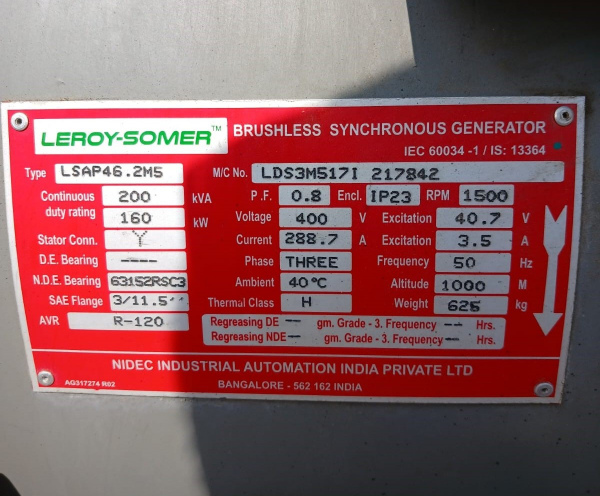 LEROY-SOMER™ BRUSHLESS SYNCHRONOUS GENERATOR
IEC 60034 -1 / IS: 13364
Type LSAP46.2M5 M/C No. LDS3M517I 217842
Continuous duty rating 200 kVA P.F. 0.8 Encl. IP23 RPM 1500
160 kW Voltage 400 V Excitation 40.7 V
Stator Conn. Y Current 288.7 A Excitation 3.5 A
D.E. Bearing ---- Phase THREE Frequency 50 Hz
N.D.E. Bearing 63152RSC3 Ambient 40°C Altitude 1000 M
SAE Flange 3/11.5'' Thermal Class H Weight 625 kg
AVR R-120 Regreasing DE -- gm. Grade - 3. Frequency -- Hrs.
Regreasing NDE -- gm. Grade - 3. Frequency -- Hrs.
NIDEC INDUSTRIAL AUTOMATION INDIA PRIVATE LTD
AG317274 R02 BANGALORE - 562 162 INDIA